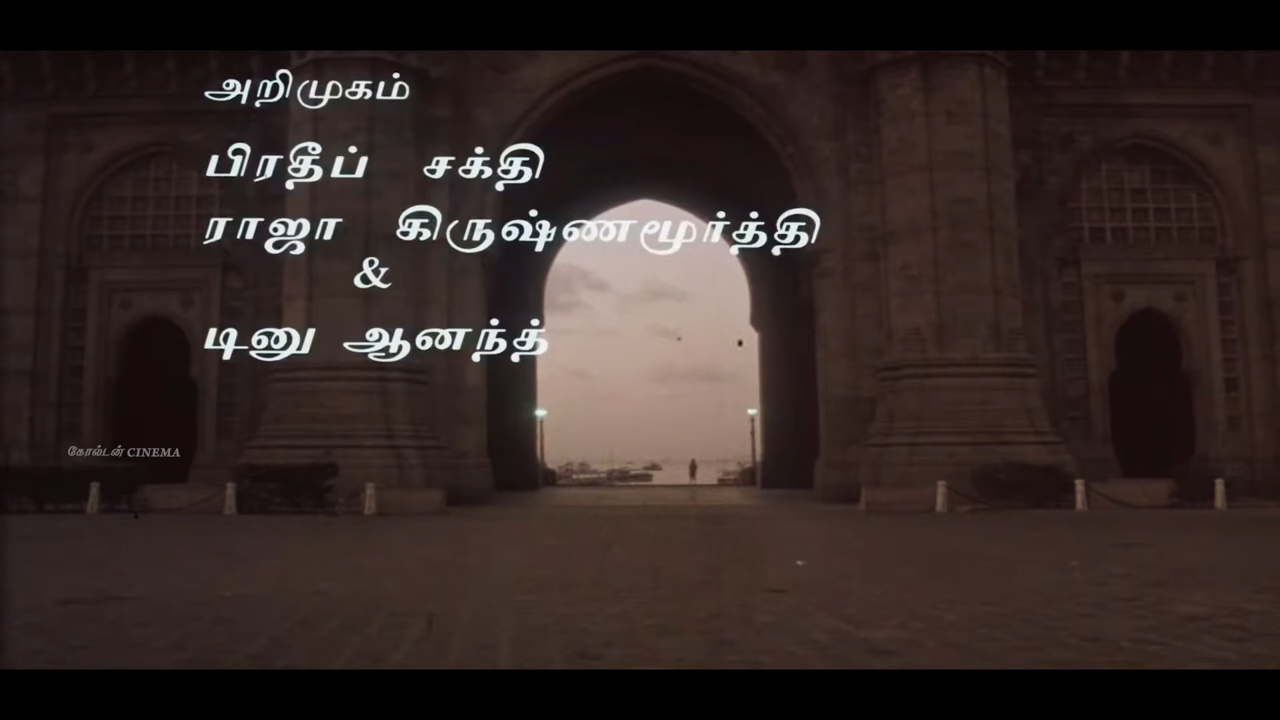 அறிமுகம்
பிரதீப் சக்தி
ராஜா கிருஷ்ணமூர்த்தி
&
டினு ஆனந்த்
கோல்டன் CINEMA